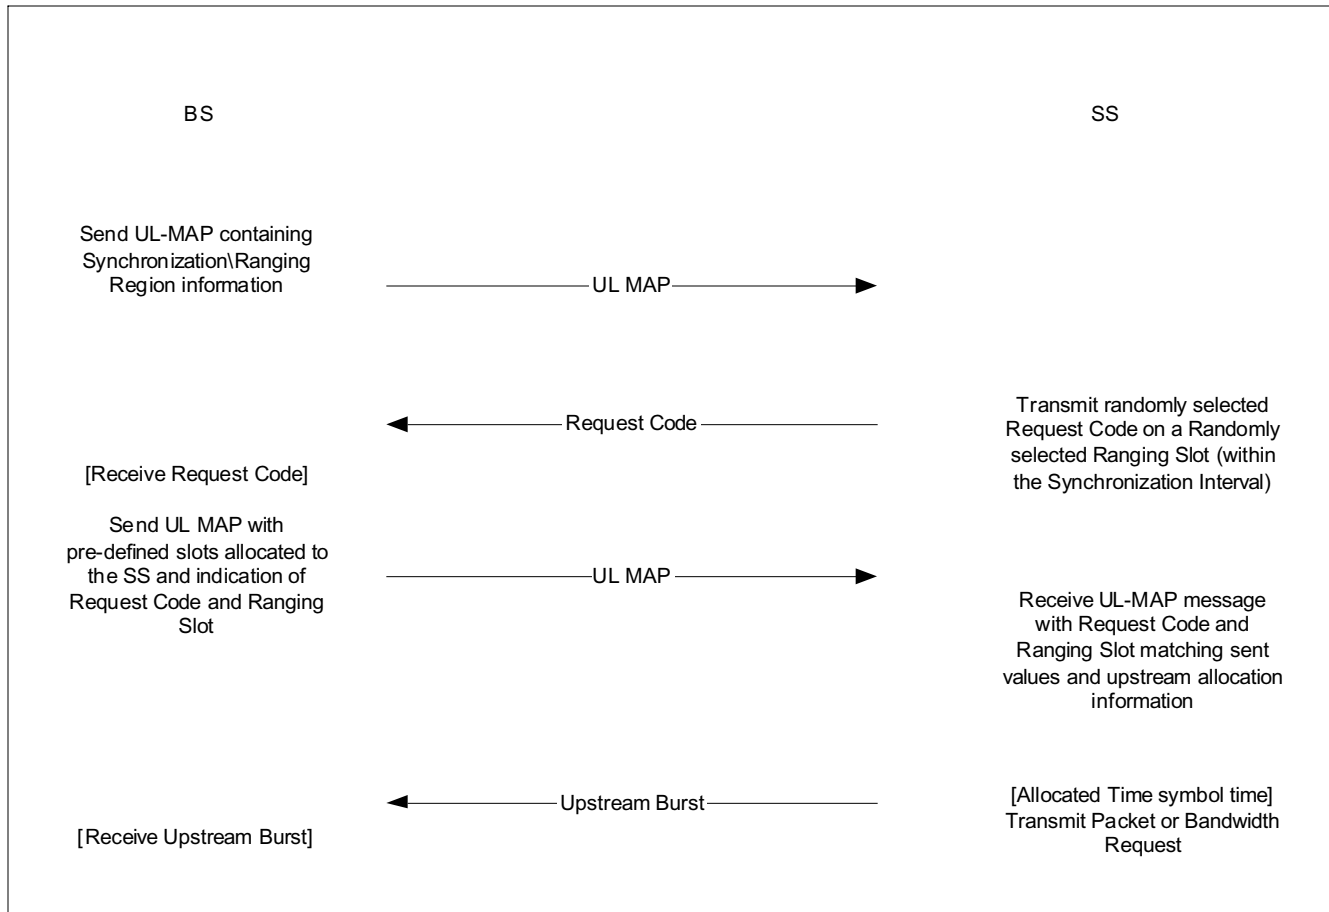 BS
SS
Send UL-MAP containing
Synchronization\Ranging
Region information
UL MAP
Request Code
Transmit randomly selected
Request Code on a Randomly
selected Ranging Slot (within
the Synchronization Interval)
[Receive Request Code]
Send UL MAP with
pre-defined slots allocated to
the SS and indication of
Request Code and Ranging
Slot
UL MAP
Receive UL-MAP message
with Request Code and
Ranging Slot matching sent
values and upstream allocation
information
Upstream Burst
[Allocated Time symbol time]
Transmit Packet or Bandwidth
Request
[Receive Upstream Burst]